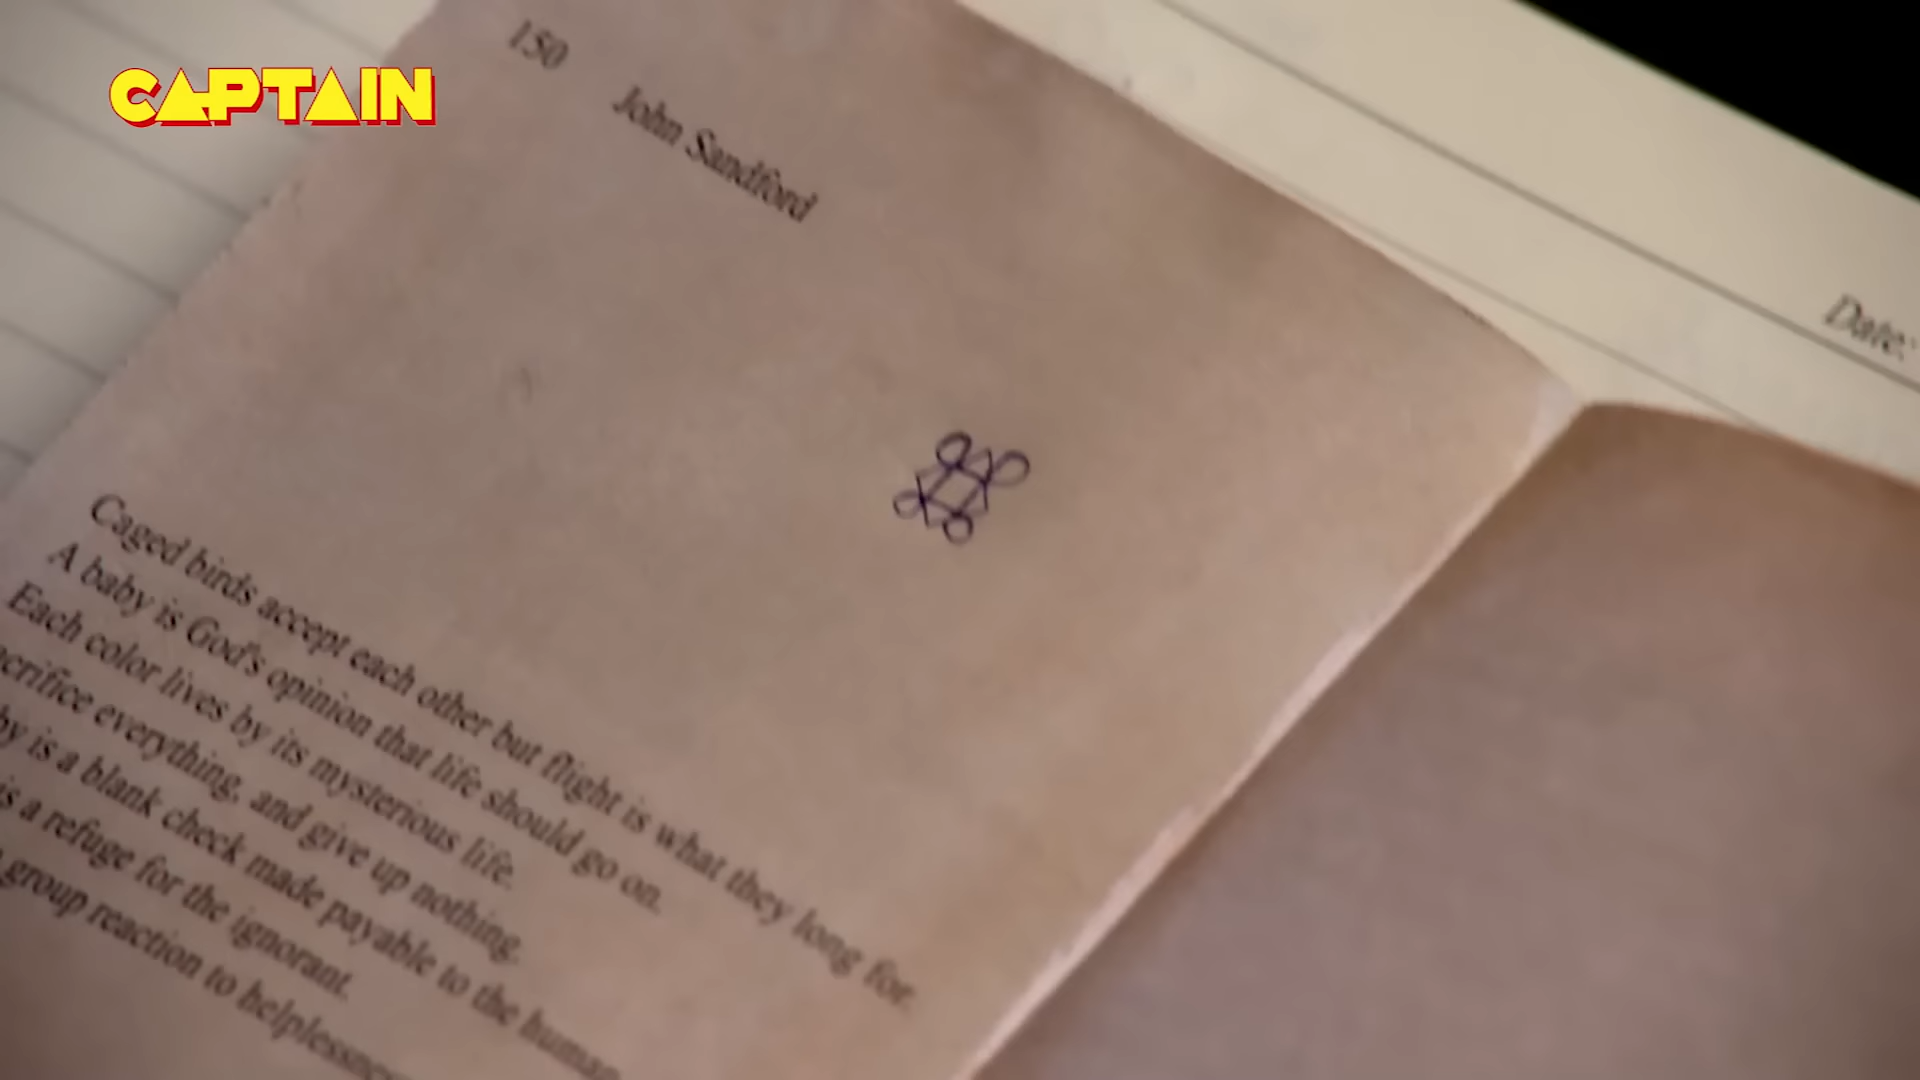 CAPTAIN
150 John Sandford
Date:
Caged birds accept each other but flight is what they long for.
A baby is God's opinion that life should go on.
Each color lives by its mysterious life.
everything, and give up nothing.
is a blank check made payable to the human
is a refuge for the ignorant.
group reaction to